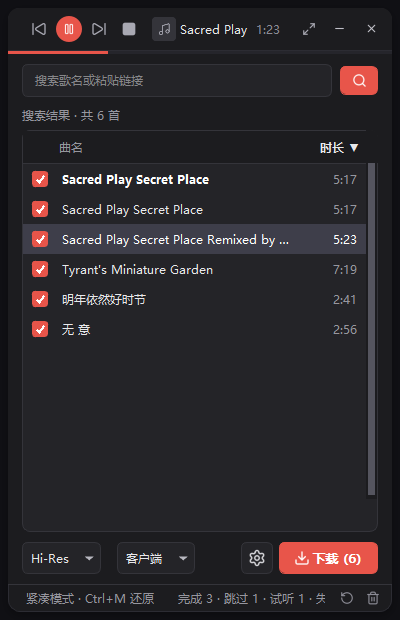 Sacred Play 1:23
搜索歌名或粘贴链接
搜索结果 · 共 6 首
曲名 时长 ▼
Sacred Play Secret Place 5:17
Sacred Play Secret Place 5:17
Sacred Play Secret Place Remixed by ... 5:23
Tyrant's Miniature Garden 7:19
明年依然好时节 2:41
无 意 2:56
Hi-Res 客户端 下载 (6)
紧凑模式 · Ctrl+M 还原 完成 3 · 跳过 1 · 试听 1 ·